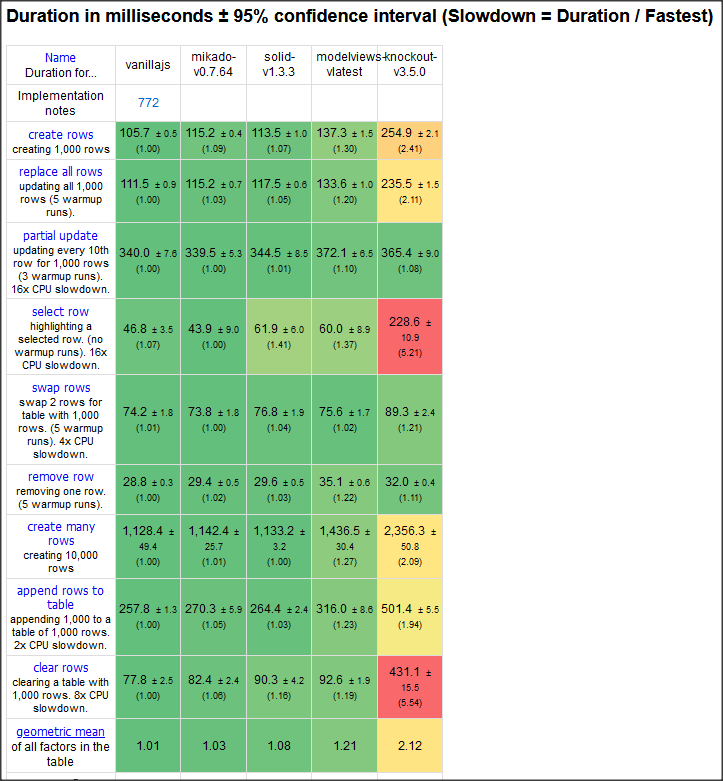 Duration in milliseconds ± 95% confidence interval (Slowdown = Duration / Fastest)
Name
Duration for...
vanillajs
mikado-
v0.7.64
solid-
v1.3.3
modelviews-
vlatest
knockout-
v3.5.0
Implementation
notes
772
create rows
creating 1,000 rows
105.7 ± 0.5
(1.00)
115.2 ± 0.4
(1.09)
113.5 ± 1.0
(1.07)
137.3 ± 1.5
(1.30)
254.9 ± 2.1
(2.41)
replace all rows
updating all 1,000
rows (5 warmup
runs).
111.5 ± 0.9
(1.00)
115.2 ± 0.7
(1.03)
117.5 ± 0.6
(1.05)
133.6 ± 1.0
(1.20)
235.5 ± 1.5
(2.11)
partial update
updating every 10th
row for 1,000 rows
(3 warmup runs).
16x CPU slowdown.
340.0 ± 7.6
(1.00)
339.5 ± 5.3
(1.00)
344.5 ± 8.5
(1.01)
372.1 ± 6.5
(1.10)
365.4 ± 9.0
(1.08)
select row
highlighting a
selected row. (no
warmup runs). 16x
CPU slowdown.
46.8 ± 3.5
(1.07)
43.9 ± 9.0
(1.00)
61.9 ± 6.0
(1.41)
60.0 ± 8.9
(1.37)
228.6 ±
10.9
(5.21)
swap rows
swap 2 rows for
table with 1,000
rows. (5 warmup
runs). 4x CPU
slowdown.
74.2 ± 1.8
(1.01)
73.8 ± 1.8
(1.00)
76.8 ± 1.9
(1.04)
75.6 ± 1.7
(1.02)
89.3 ± 2.4
(1.21)
remove row
removing one row.
(5 warmup runs).
28.8 ± 0.3
(1.00)
29.4 ± 0.5
(1.02)
29.6 ± 0.5
(1.03)
35.1 ± 0.6
(1.22)
32.0 ± 0.4
(1.11)
create many
rows
creating 10,000
rows
1,128.4 ±
49.4
(1.00)
1,142.4 ±
25.7
(1.01)
1,133.2 ±
3.2
(1.00)
1,436.5 ±
30.4
(1.27)
2,356.3 ±
50.8
(2.09)
append rows to
table
appending 1,000 to a
table of 1,000 rows.
2x CPU slowdown.
257.8 ± 1.3
(1.00)
270.3 ± 5.9
(1.05)
264.4 ± 2.4
(1.03)
316.0 ± 8.6
(1.23)
501.4 ± 5.5
(1.94)
clear rows
clearing a table with
1,000 rows. 8x CPU
slowdown.
77.8 ± 2.5
(1.00)
82.4 ± 2.4
(1.06)
90.3 ± 4.2
(1.16)
92.6 ± 1.9
(1.19)
431.1 ±
15.5
(5.54)
geometric mean
of all factors in the
table
1.01
1.03
1.08
1.21
2.12